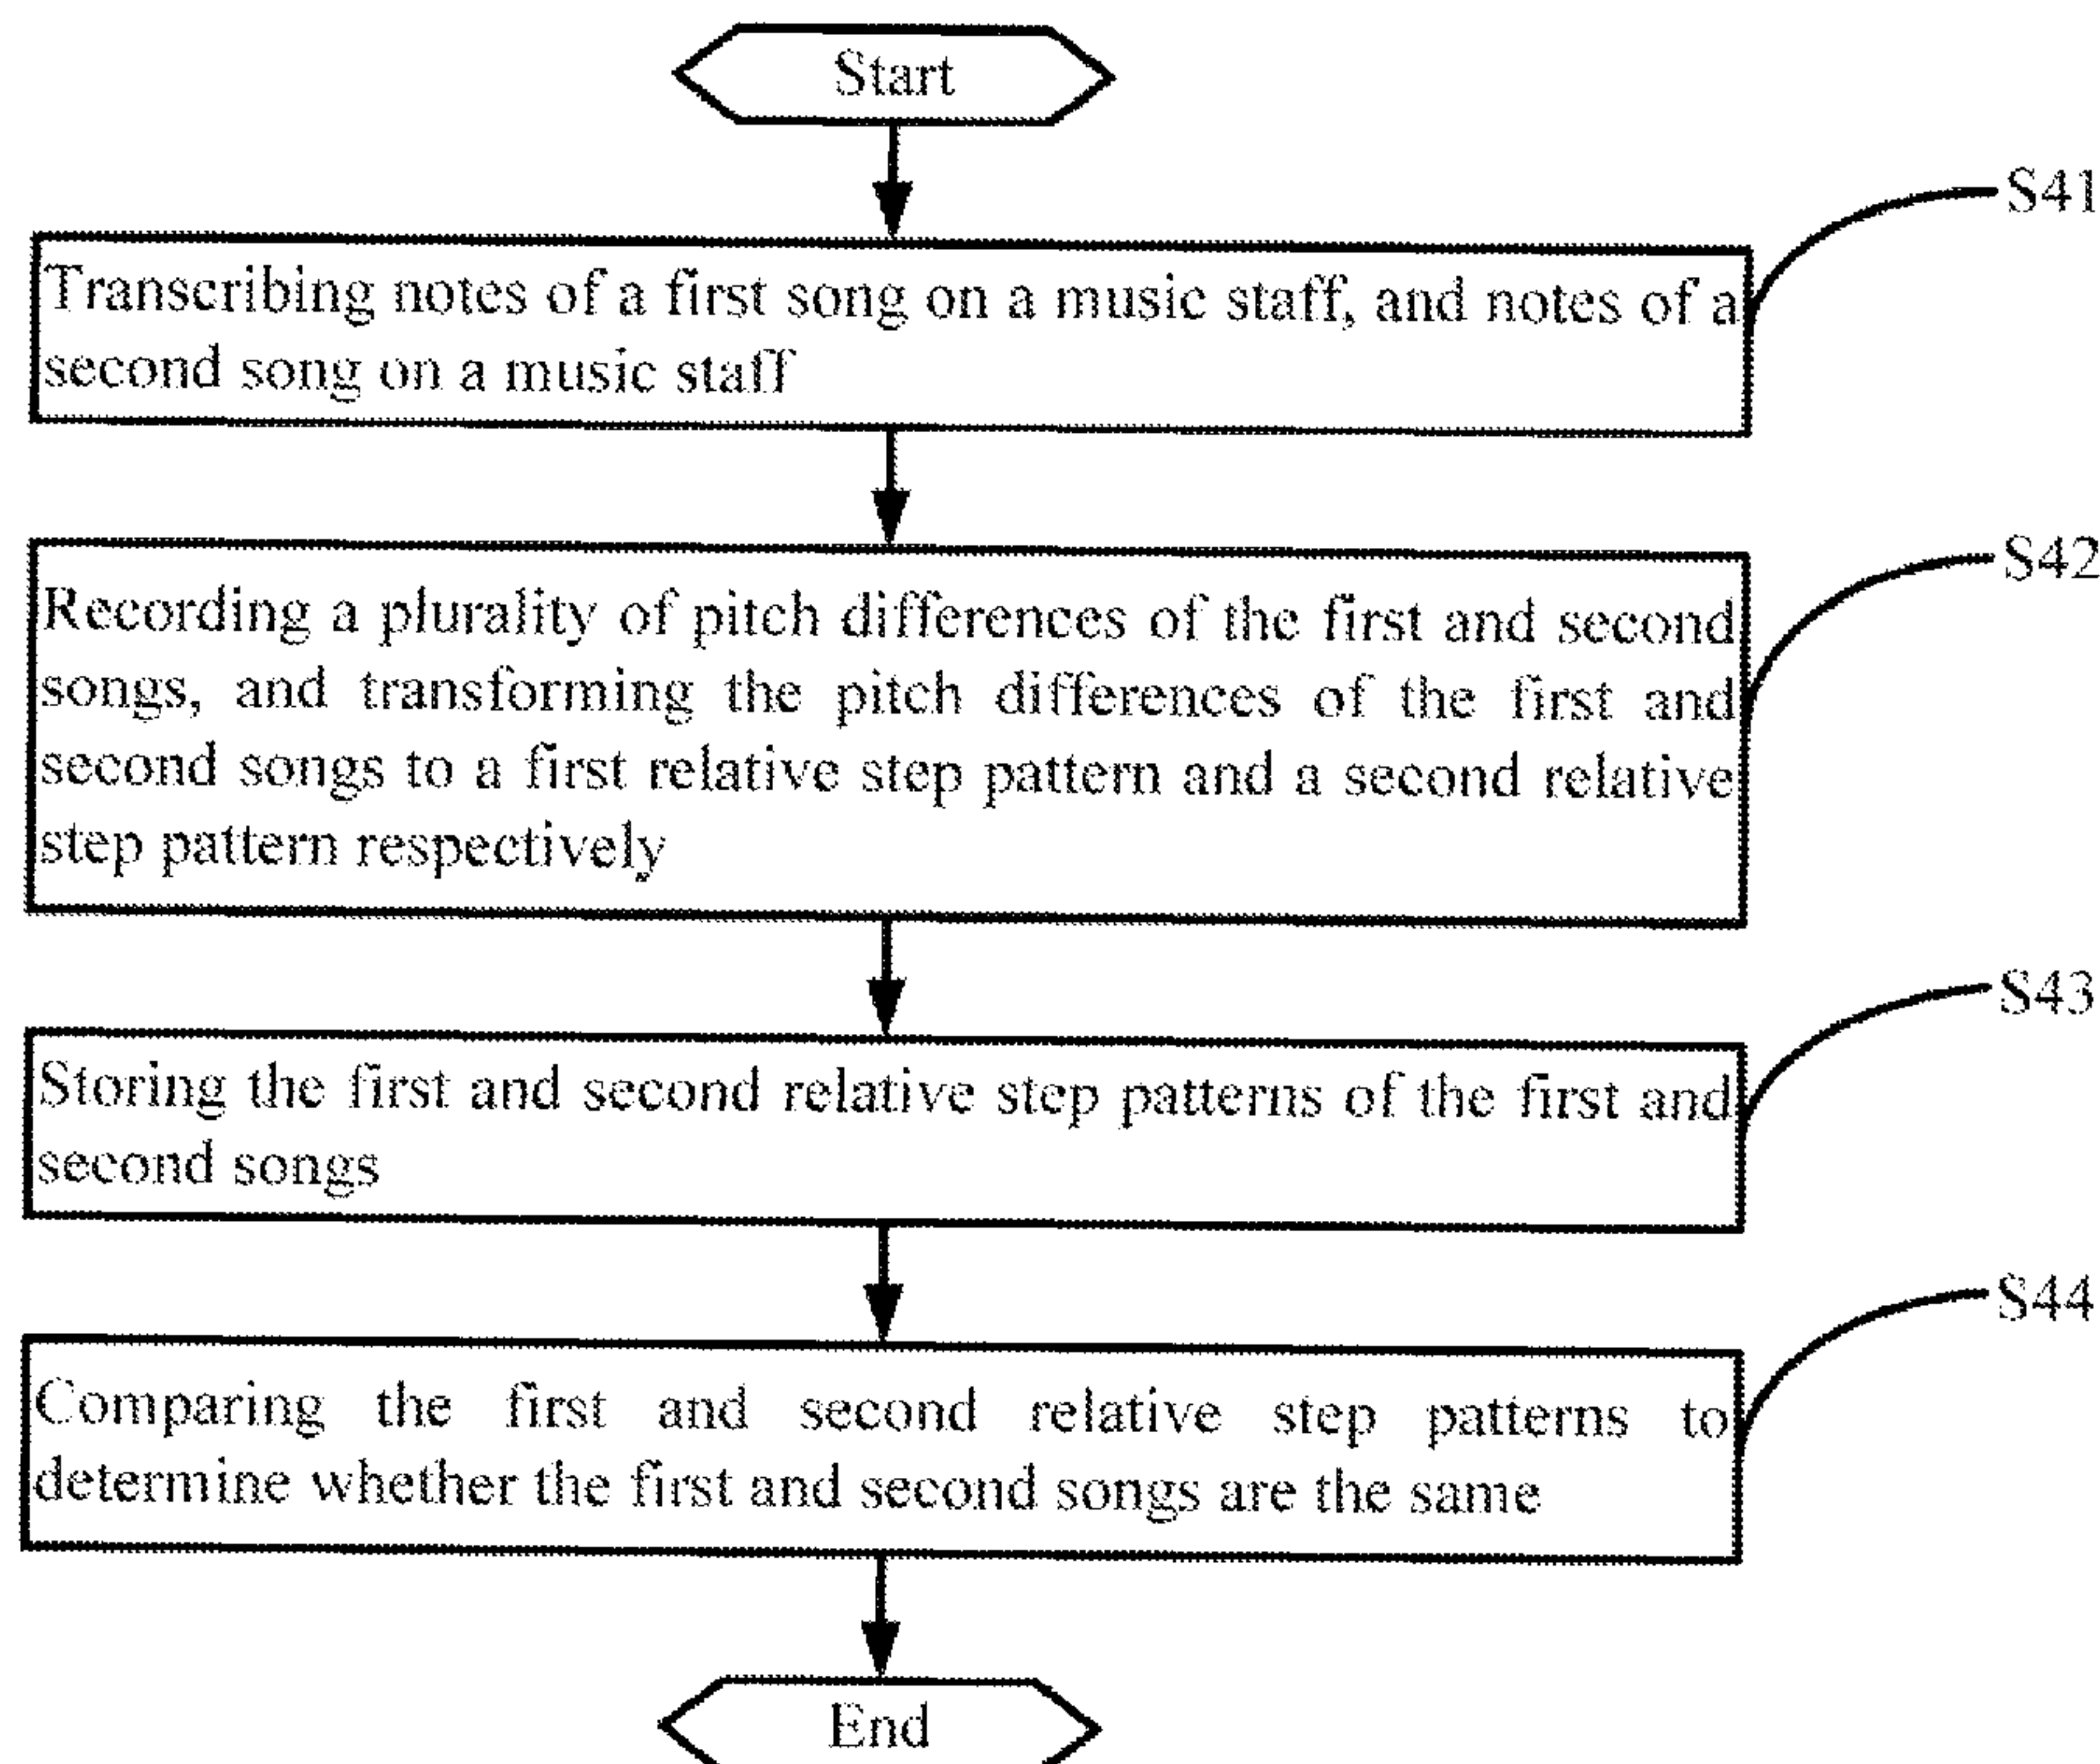 Start
S41
Transcribing notes of a first song on a music staff, and notes of a
second song on a music staff
S42
Recording a plurality of pitch differences of the first and second
songs, and transforming the pitch differences of the first and
second songs to a first relative step pattern and a second relative
step pattern respectively
S43
Storing the first and second relative step patterns of the first and
second songs
S44
Comparing the first and second relative step patterns to
determine whether the first and second songs are the same
End